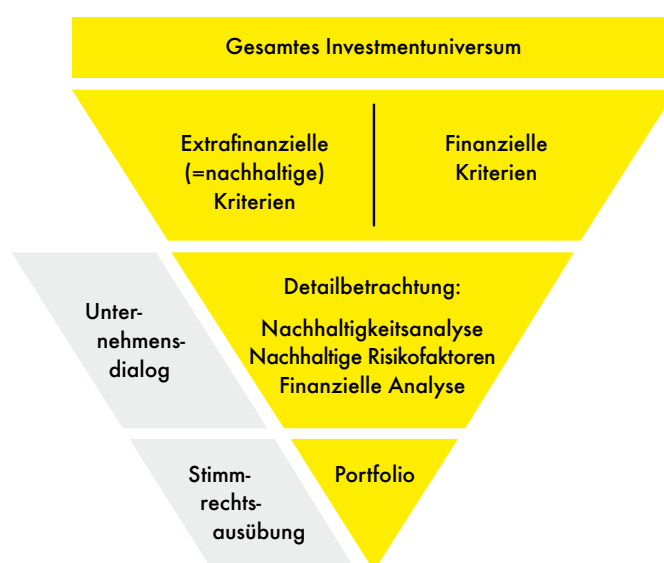 Gesamtes Investmentuniversum
Extrafinanzielle
(=nachhaltige)
Kriterien
Finanzielle
Kriterien
Detailbetrachtung:
Nachhaltigkeitsanalyse
Nachhaltige Risikofaktoren
Finanzielle Analyse
Unter-
nehmens-
dialog
Portfolio
Stimm-
rechts-
ausübung